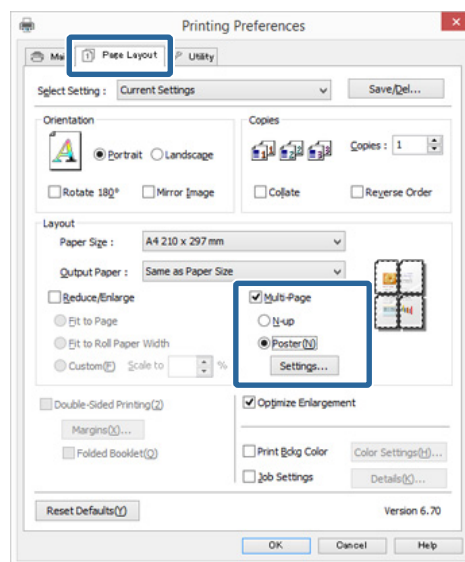 Printing Preferences
Mai Page Layout Utility
Select Setting : Current Settings Save/Del...
Orientation Copies
Portrait Landscape Copies : 1
Rotate 180° Mirror Image Collate Reverse Order
Layout
Paper Size : A4 210 x 297 mm
Output Paper : Same as Paper Size
Reduce/Enlarge Multi-Page
Fit to Page N-up
Fit to Roll Paper Width Poster(N)
Custom(F) Scale to % Settings...
Double-Sided Printing(2) Optimize Enlargement
Margins(X)...
Folded Booklet(Q) Print Bckg Color Color Settings(H)...
Job Settings Details(K)...
Reset Defaults(Y) Version 6.70
OK Cancel Help